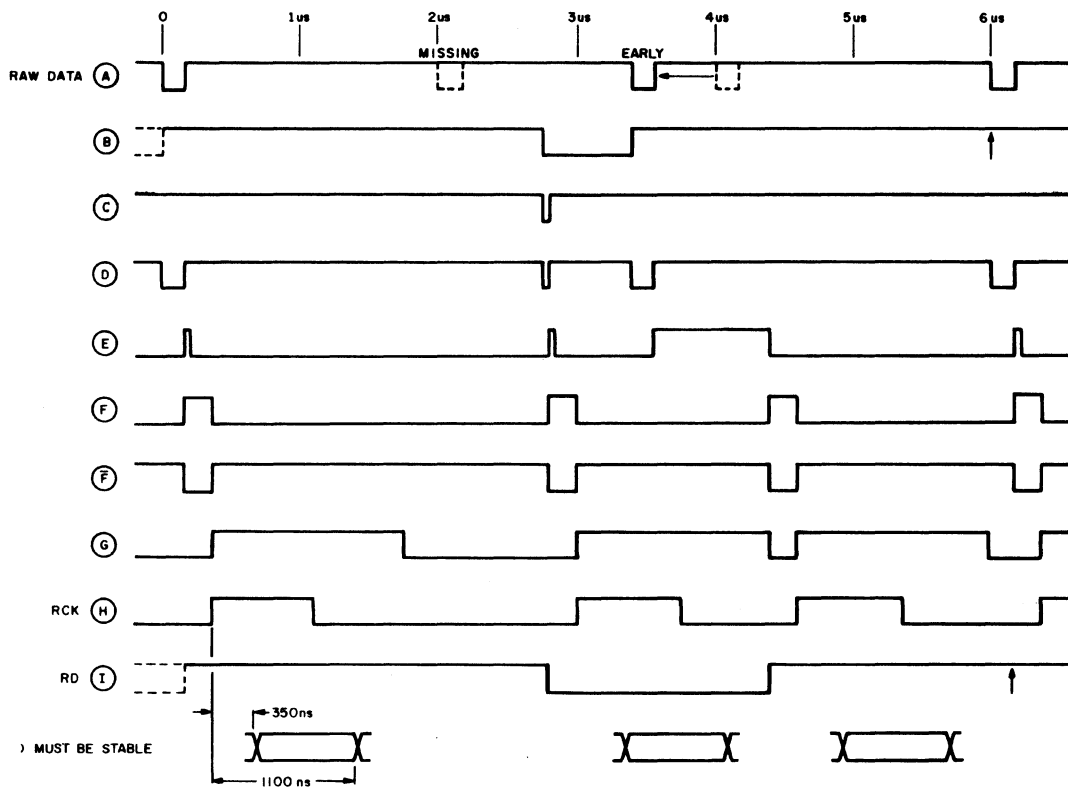 0 1us 2us 3us 4us 5us 6us
MISSING EARLY
RAW DATA A
B
C
D
E
F
F̅
G
RCK H
RD I
350ns
) MUST BE STABLE
1100 ns